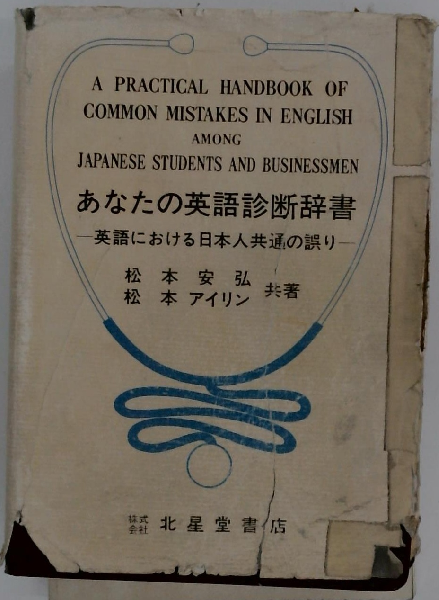 A PRACTICAL HANDBOOK OF
COMMON MISTAKES IN ENGLISH
AMONG
JAPANESE STUDENTS AND BUSINESSMEN
あなたの英語診断辞書
―英語における日本人共通の誤り―
松本安弘
松本アイリン 共著
株式会社 北星堂書店